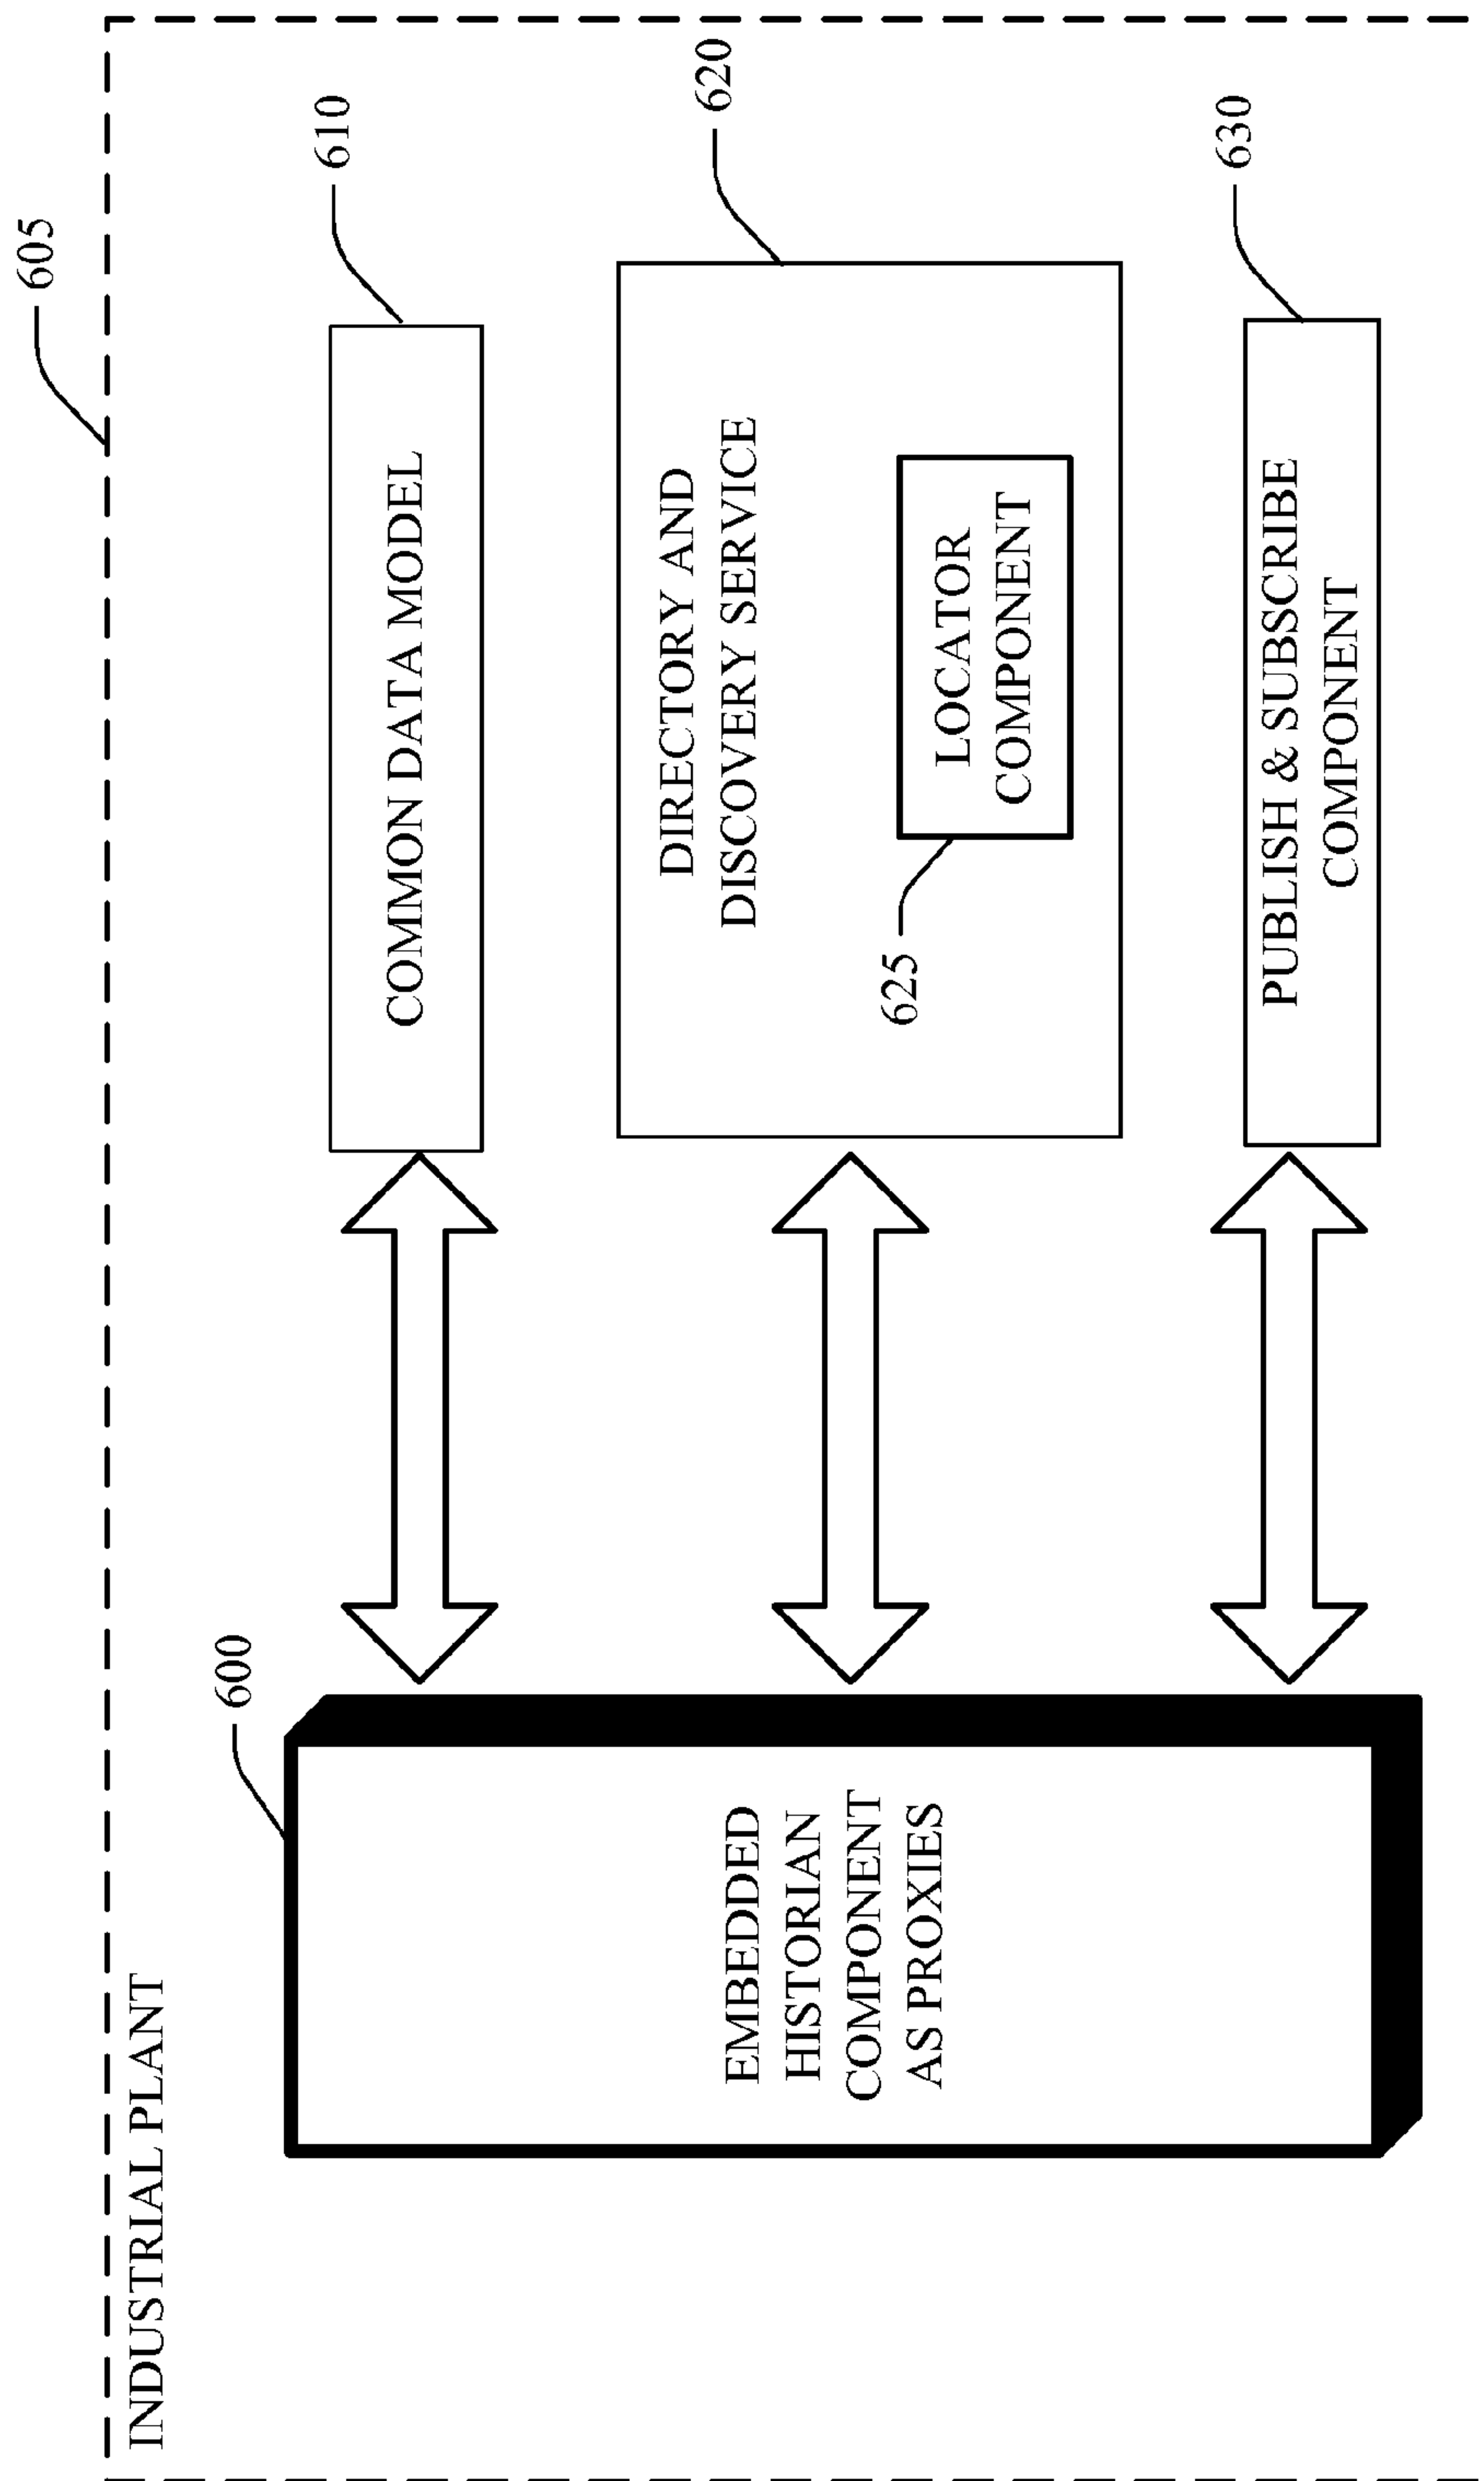 605
INDUSTRIAL PLANT
600
610
COMMON DATA MODEL
620
DIRECTORY AND
DISCOVERY SERVICE
EMBEDDED
HISTORIAN
COMPONENT
AS PROXIES
625
LOCATOR
COMPONENT
630
PUBLISH & SUBSCRIBE
COMPONENT